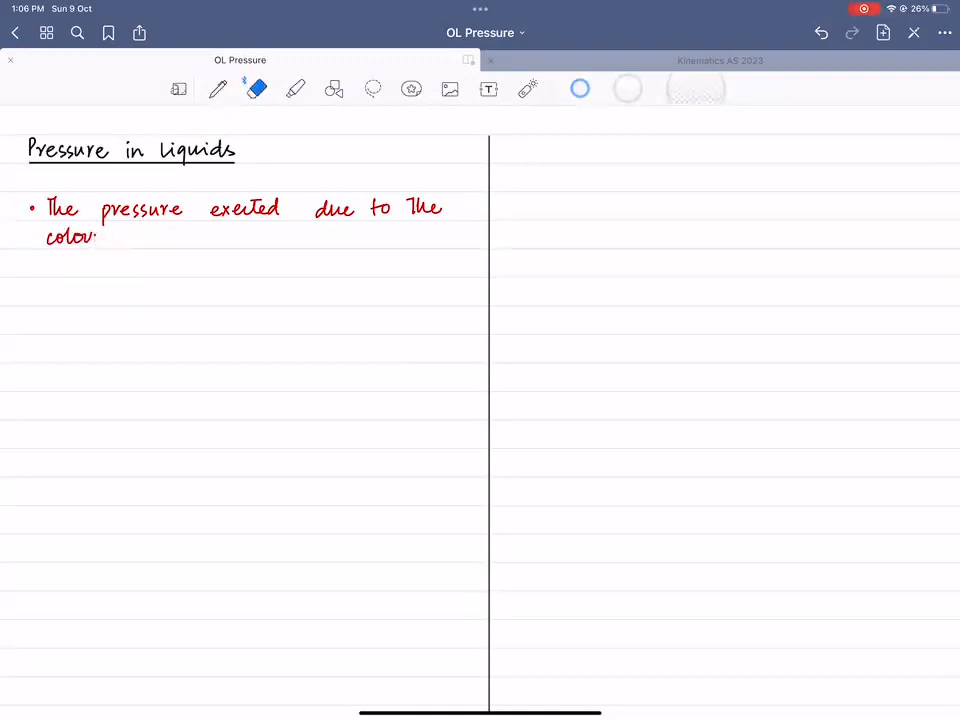 1:06 PM Sun 9 Oct
26%
OL Pressure
OL Pressure
Kinematics AS 2023
T
Pressure in Liquids
• The pressure exerted due to the